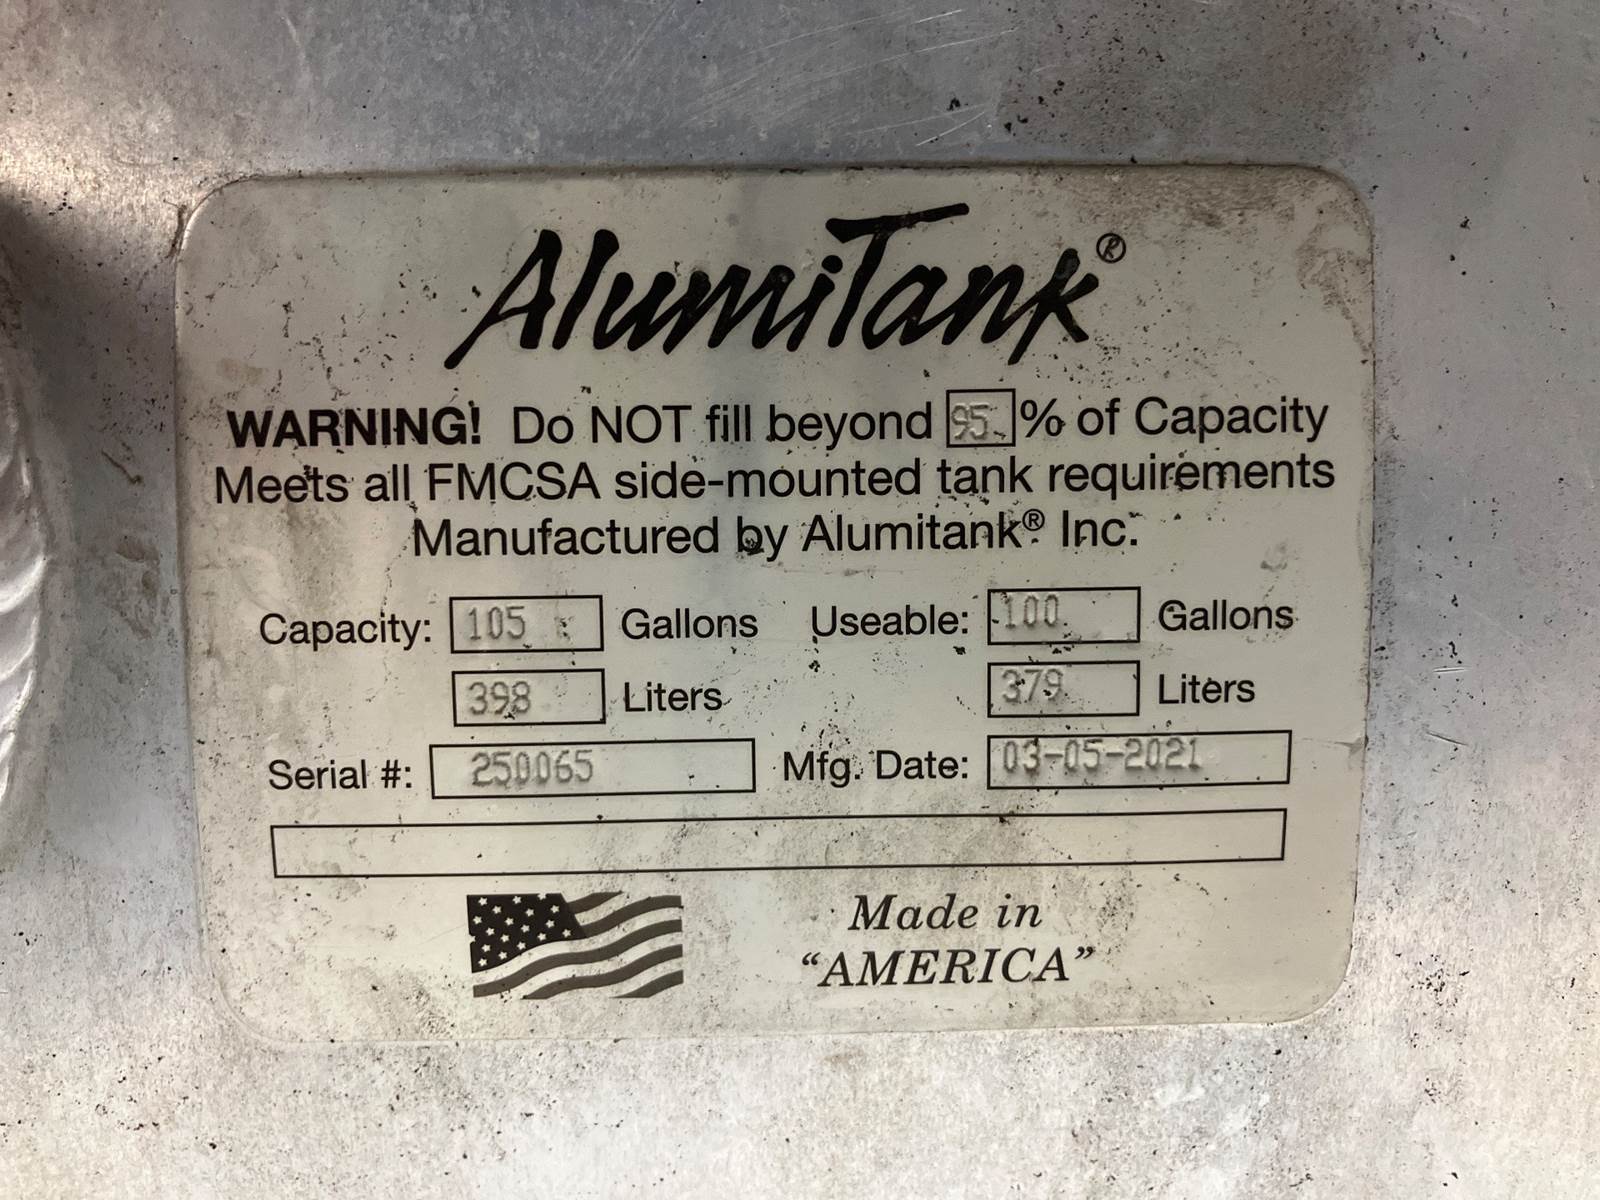 AlumiTank®
WARNING! Do NOT fill beyond 95 % of Capacity
Meets all FMCSA side-mounted tank requirements
Manufactured by Alumitank® Inc.
Capacity: 105 Gallons Useable: 100 Gallons
398 Liters 379 Liters
Serial #: 250065 Mfg. Date: 03-05-2021
Made in
“AMERICA”